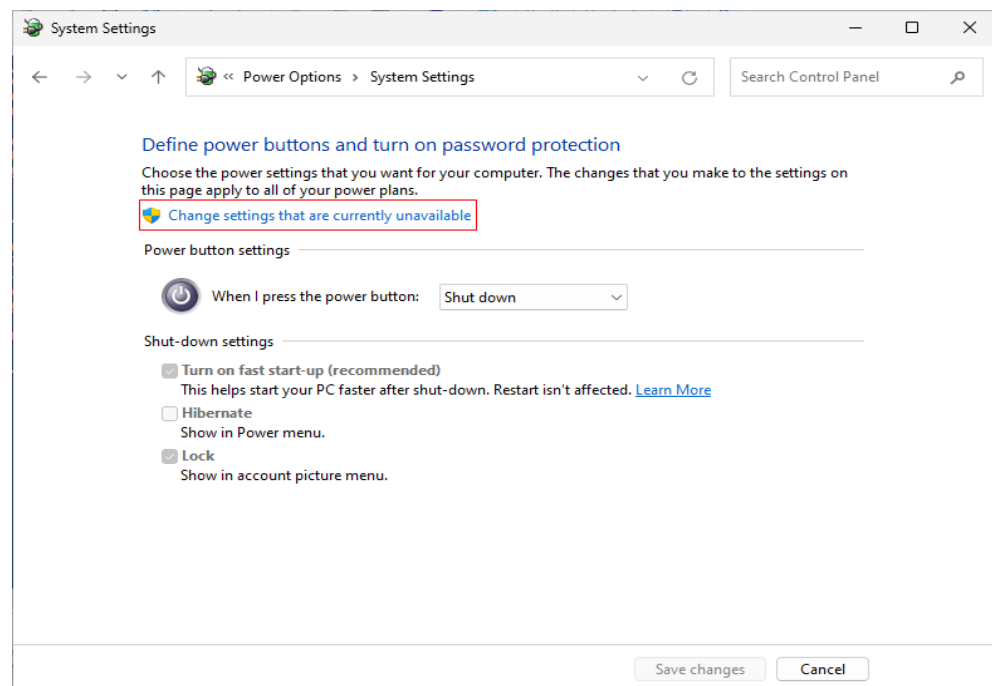 System Settings
« Power Options › System Settings
Search Control Panel
Define power buttons and turn on password protection
Choose the power settings that you want for your computer. The changes that you make to the settings on
this page apply to all of your power plans.
Change settings that are currently unavailable
Power button settings
When I press the power button: Shut down
Shut-down settings
Turn on fast start-up (recommended)
This helps start your PC faster after shut-down. Restart isn't affected. Learn More
Hibernate
Show in Power menu.
Lock
Show in account picture menu.
Save changes Cancel